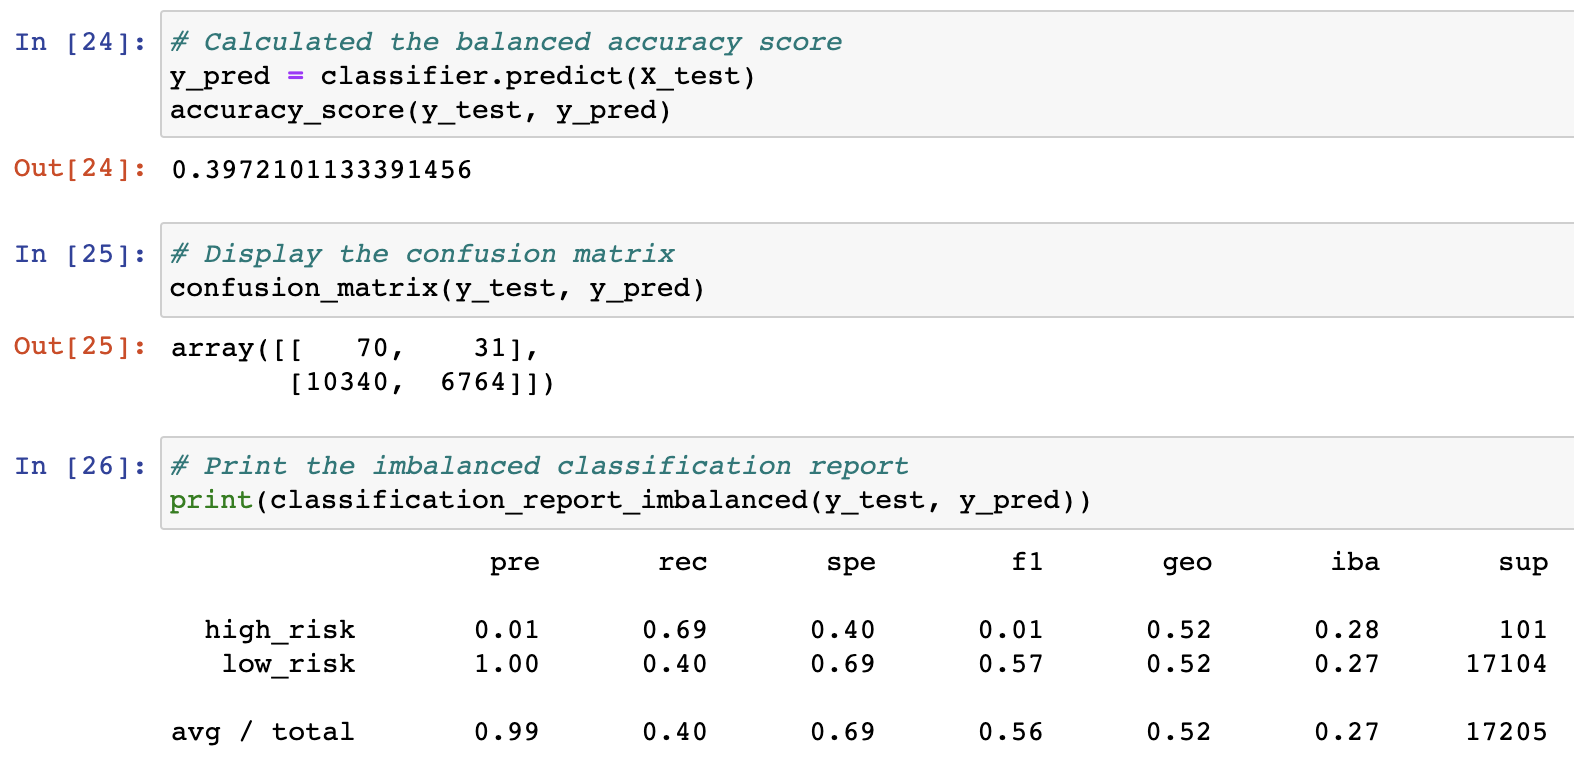 In [24]: # Calculated the balanced accuracy score
y_pred = classifier.predict(X_test)
accuracy_score(y_test, y_pred)
Out[24]: 0.3972101133391456
In [25]: # Display the confusion matrix
confusion_matrix(y_test, y_pred)
Out[25]: array([[   70,    31],
       [10340,  6764]])
In [26]: # Print the imbalanced classification report
print(classification_report_imbalanced(y_test, y_pred))
pre rec spe f1 geo iba sup
high_risk 0.01 0.69 0.40 0.01 0.52 0.28 101
low_risk 1.00 0.40 0.69 0.57 0.52 0.27 17104
avg / total 0.99 0.40 0.69 0.56 0.52 0.27 17205